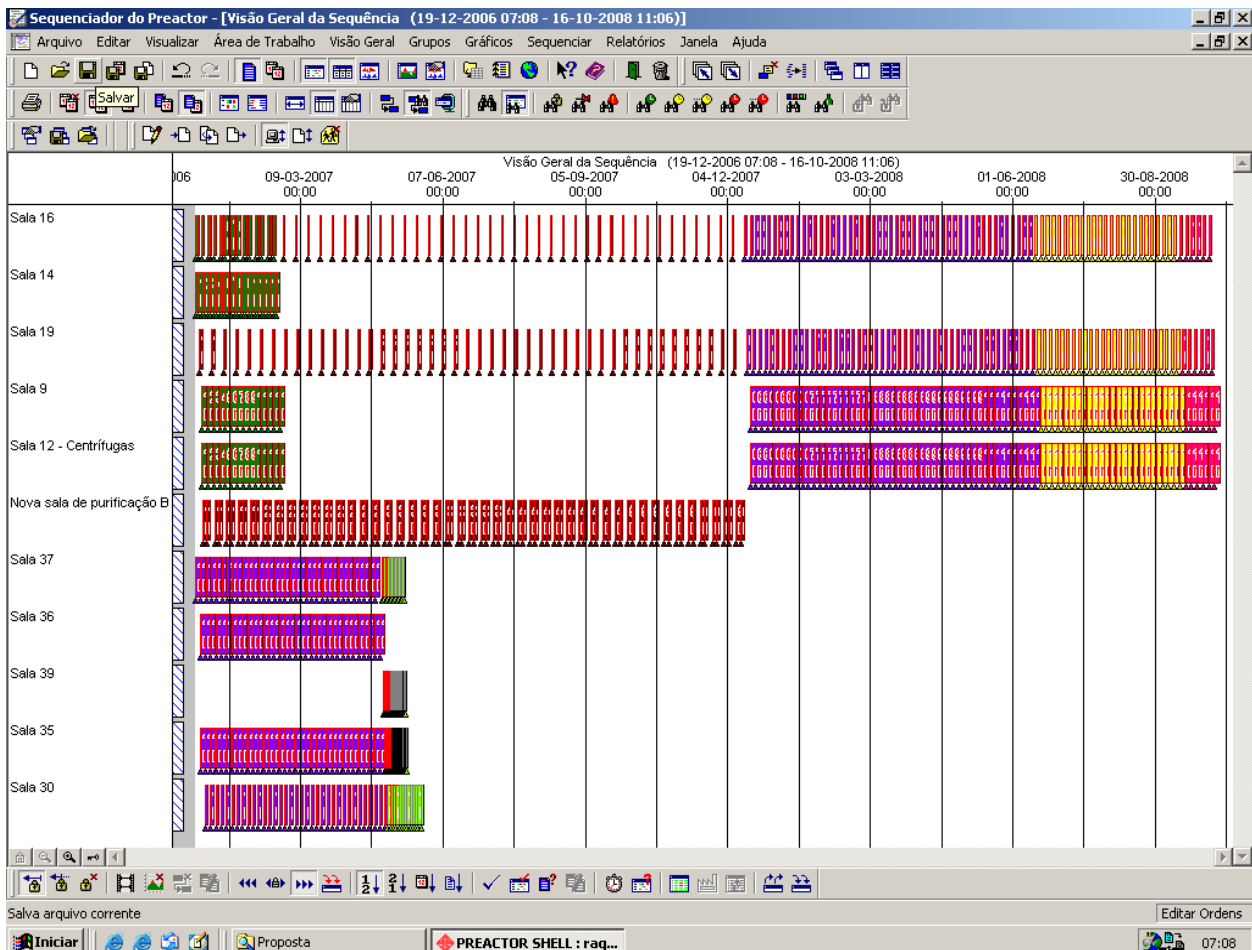 Sequenciador do Preactor - [Visão Geral da Sequência   (19-12-2006 07:08 - 16-10-2008 11:06)]
Arquivo Editar Visualizar Área de Trabalho Visão Geral Grupos Gráficos Sequenciar Relatórios Janela Ajuda
Salvar
Visão Geral da Sequência   (19-12-2006 07:08 - 16-10-2008 11:06)
006 09-03-2007 07-06-2007 05-09-2007 04-12-2007 03-03-2008 01-06-2008 30-08-2008
00:00 00:00 00:00 00:00 00:00 00:00 00:00
Sala 16
Sala 14
Sala 19
Sala 9
Sala 12 - Centrífugas
Nova sala de purificação B
Sala 37
Sala 36
Sala 39
Sala 35
Sala 30
Salva arquivo corrente Editar Ordens
Iniciar Proposta PREACTOR SHELL : raq... 07:08